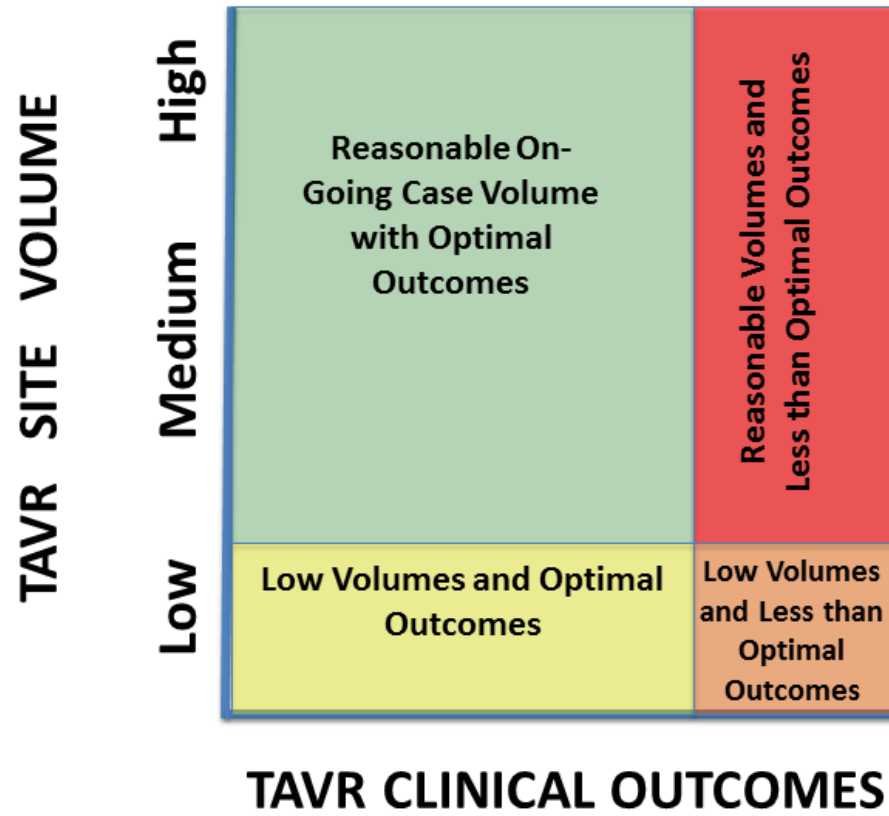 TAVR SITE VOLUME
High
Medium
Low
Reasonable On-
Going Case Volume
with Optimal
Outcomes
Reasonable Volumes and
Less than Optimal Outcomes
Low Volumes and Optimal
Outcomes
Low Volumes
and Less than
Optimal
Outcomes
TAVR CLINICAL OUTCOMES